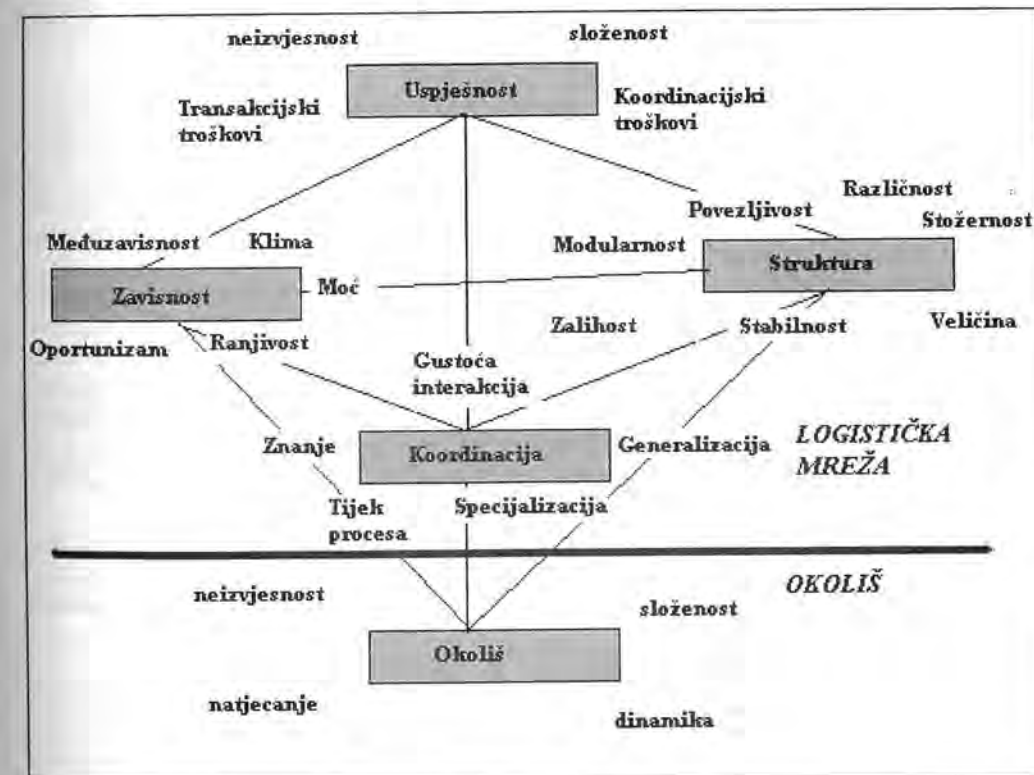 neizvjesnost
složenost
Uspješnost
Transakcijski
troškovi
Koordinacijski
troškovi
Različnost
Povezljivost
Stožernost
Međuzavisnost
Klima
Modularnost
Struktura
Zavisnost
Moć
Veličina
Zalihost
Stabilnost
Oportunizam
Ranjivost
Gustoća
interakcija
Znanje
Koordinacija
Generalizacija
LOGISTIČKA
MREŽA
Tijek
procesa
Specijalizacija
OKOLIŠ
neizvjesnost
složenost
Okoliš
natjecanje
dinamika